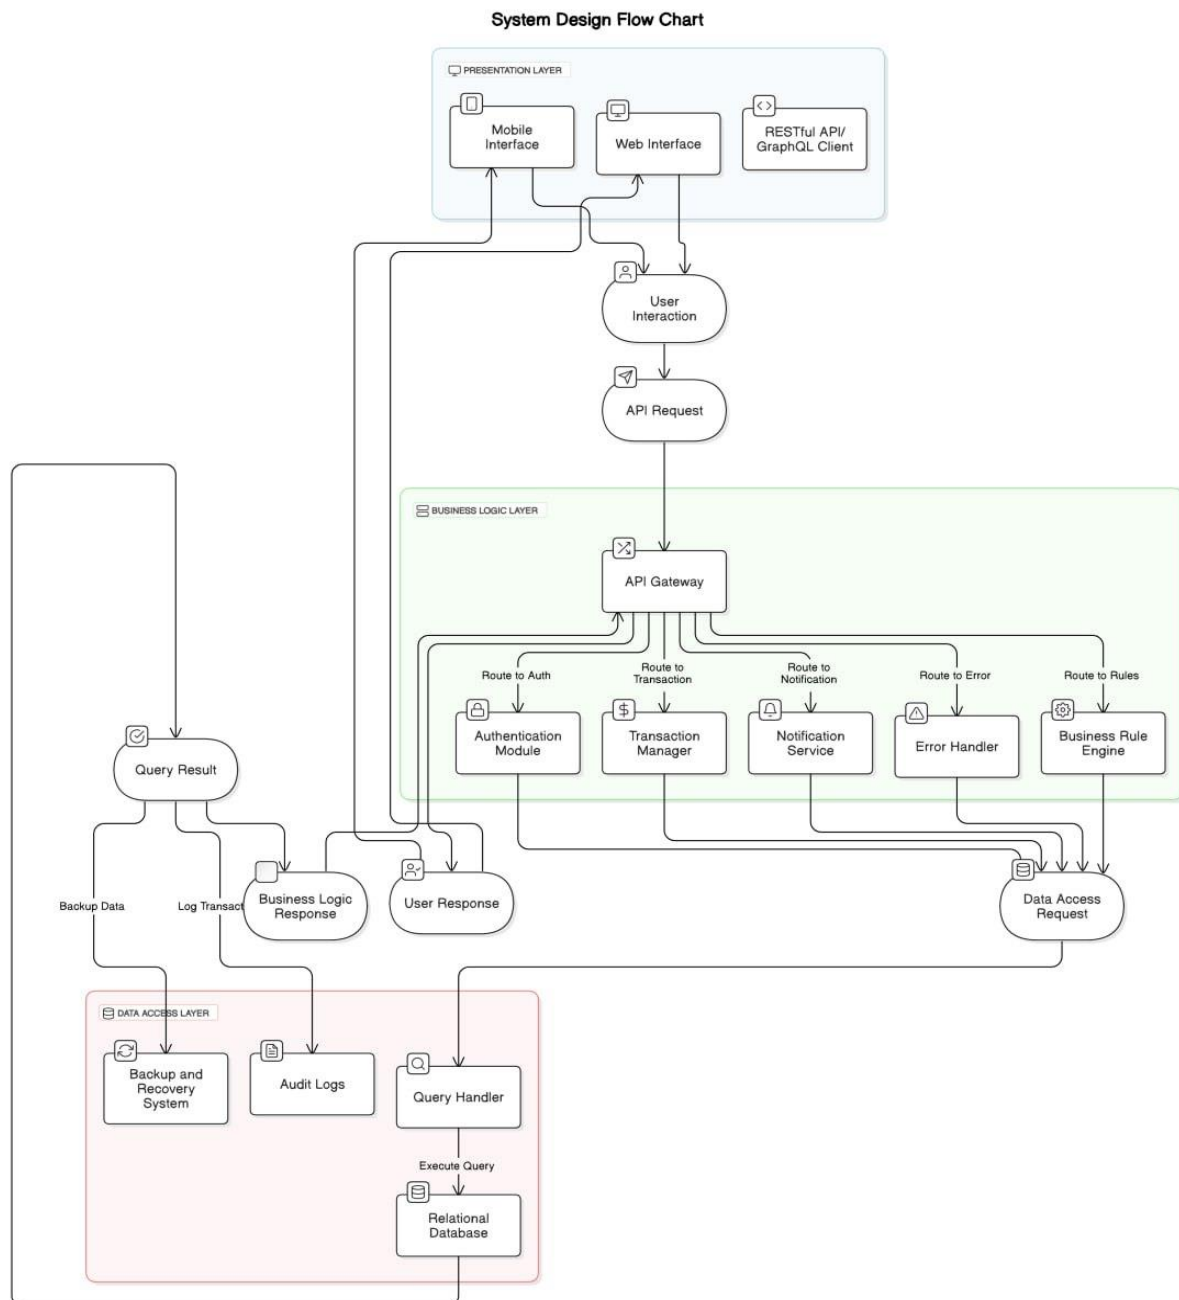 System Design Flow Chart
PRESENTATION LAYER
Mobile
Interface
Web Interface
RESTful API/
GraphQL Client
User
Interaction
API Request
BUSINESS LOGIC LAYER
API Gateway
Route to Auth
Route to
Transaction
Route to
Notification
Route to Error
Route to Rules
Authentication
Module
Transaction
Manager
Notification
Service
Error Handler
Business Rule
Engine
Query Result
Backup Data
Log Transact
Business Logic
Response
User Response
Data Access
Request
DATA ACCESS LAYER
Backup and
Recovery
System
Audit Logs
Query Handler
Execute Query
Relational
Database